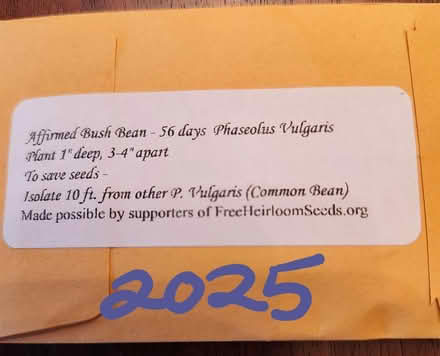 Affirmed Bush Bean - 56 days Phaseolus Vulgaris
Plant 1" deep, 3-4" apart
To save seeds -
Isolate 10 ft. from other P. Vulgaris (Common Bean)
Made possible by supporters of FreeHeirloomSeeds.org
2025